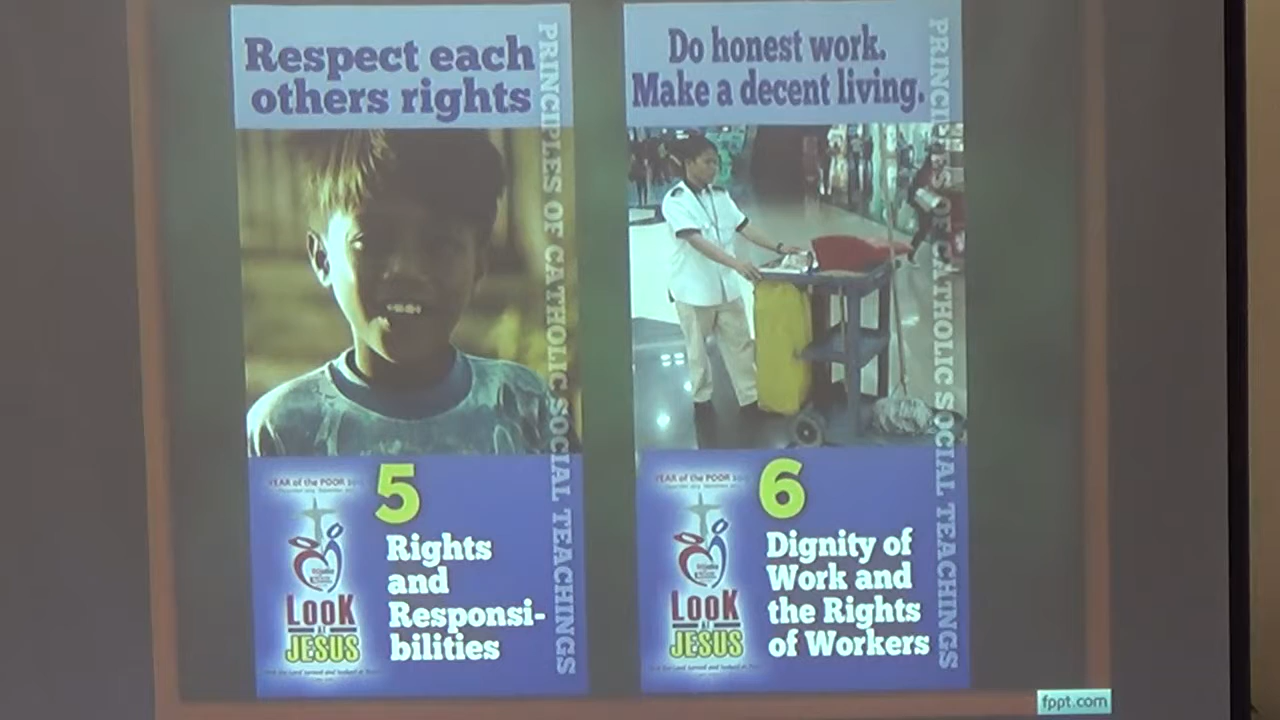 Respect each
others rights
PRINCIPLES OF CATHOLIC SOCIAL TEACHINGS
YEAR of the POOR
5
Rights
and
Responsi-
bilities
LOOK
AT
JESUS
Do honest work.
Make a decent living.
PRINCIPLES OF CATHOLIC SOCIAL TEACHINGS
YEAR of the POOR
6
Dignity of
Work and
the Rights
of Workers
LOOK
AT
JESUS
fppt.com